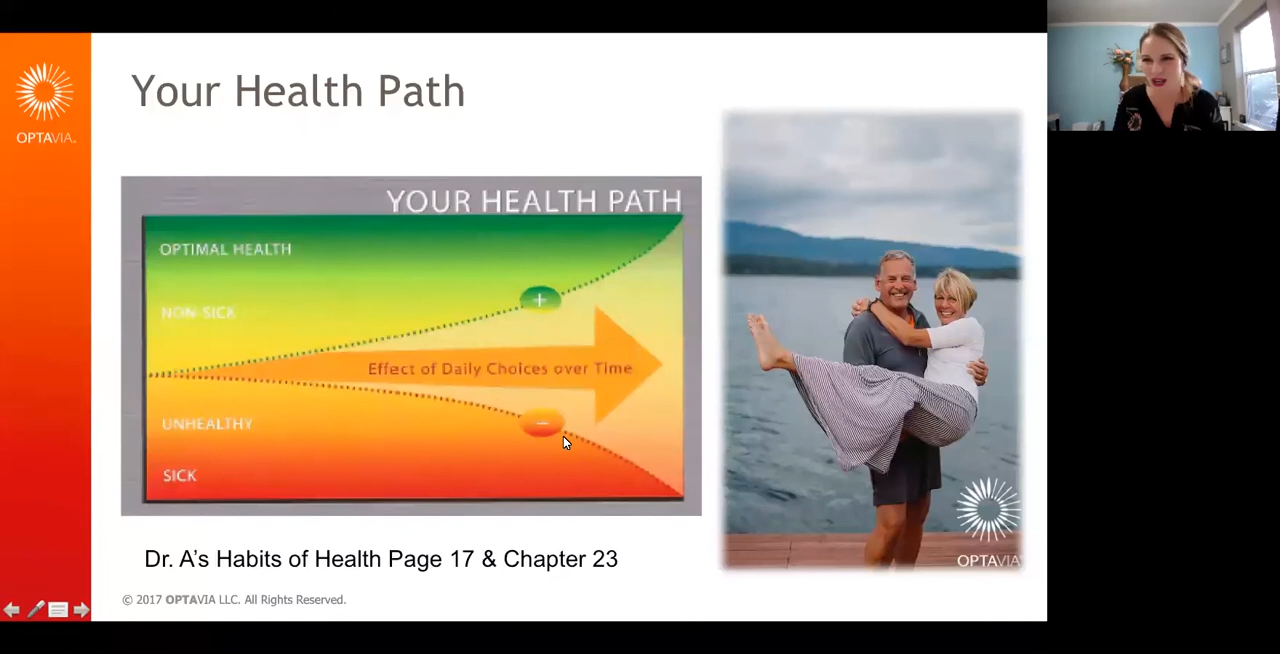 OPTAVIA®
Your Health Path
YOUR HEALTH PATH
OPTIMAL HEALTH
NON-SICK
+
Effect of Daily Choices over Time
UNHEALTHY
–
SICK
OPTAVIA
Dr. A's Habits of Health Page 17 & Chapter 23
© 2017 OPTAVIA LLC. All Rights Reserved.